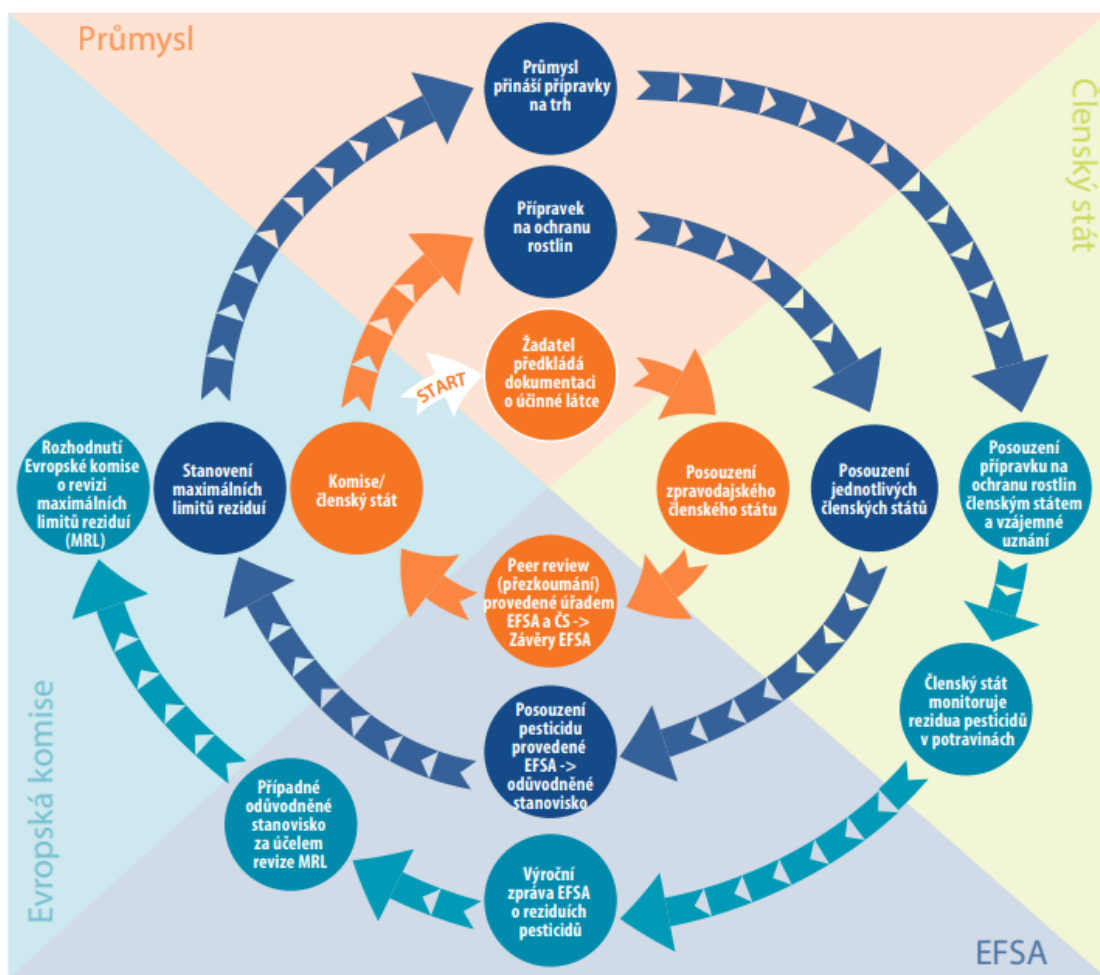 Průmysl
Členský stát
Průmysl
přináší přípravky
na trh
Přípravek
na ochranu
rostlin
Žadatel
předkládá
dokumentaci
o účinné látce
START
Rozhodnutí
Evropské komise
o revizi
maximálních
limitů reziduí
(MRL)
Stanovení
maximálních
limitů reziduí
Komise/
členský stát
Posouzení
zpravodajského
členského státu
Posouzení
jednotlivých
členských států
Posouzení
přípravku na
ochranu rostlin
členským státem
a vzájemné
uznání
Peer review
(přezkoumání)
provedené úřadem
EFSA a ČS ->
Závěry EFSA
Členský stát
monitoruje
rezidua pesticidů
v potravinách
Posouzení
pesticidu
provedené
EFSA ->
odůvodněné
stanovisko
Případné
odůvodněné
stanovisko
za účelem
revize MRL
Výroční
zpráva EFSA
o reziduích
pesticidů
Evropská komise
EFSA